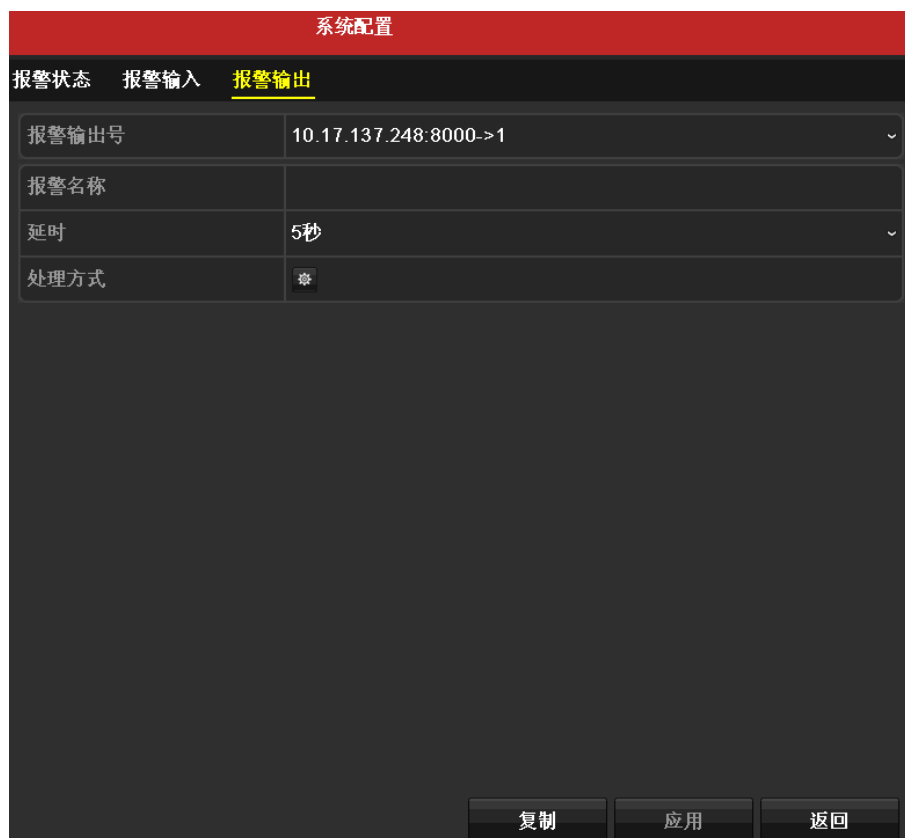 系统配置
报警状态 报警输入 报警输出
报警输出号 10.17.137.248:8000->1
报警名称
延时 5秒
处理方式
复制 应用 返回